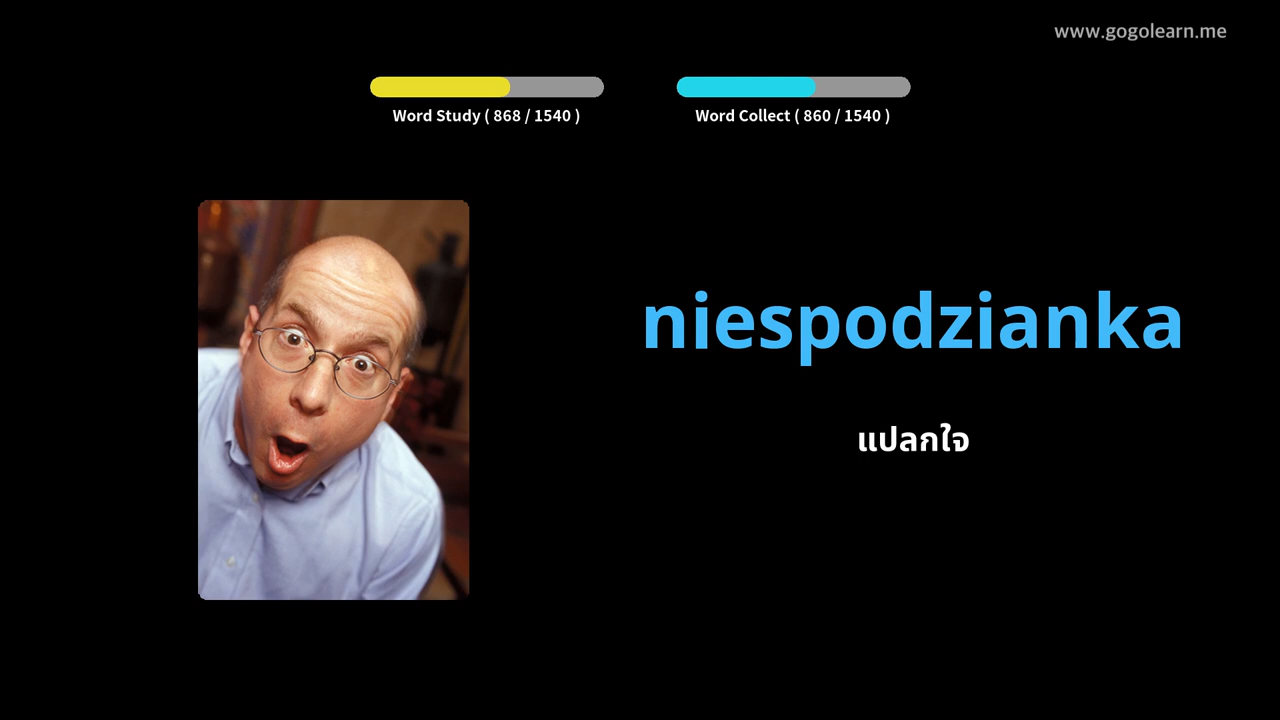 www.gogolearn.me
Word Study ( 868 / 1540 )
Word Collect ( 860 / 1540 )
niespodzianka
แปลกใจ